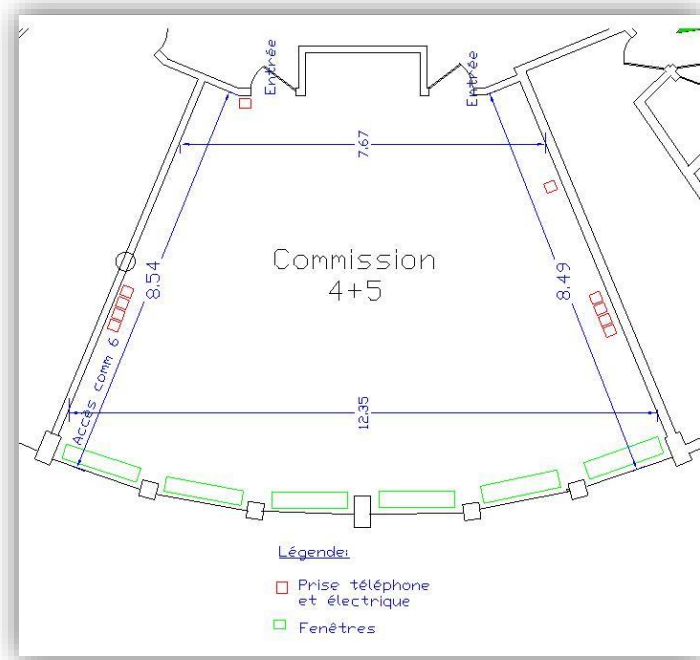 Entrée
Entrée
7.67
8.54
Commission
4+5
8.49
Accès comm 6
12.35
Légende:
Prise téléphone
et électrique
Fenêtres